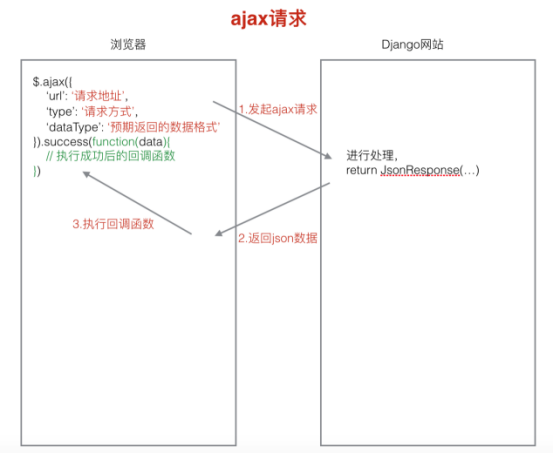 ajax请求
浏览器
Django网站
$.ajax({
'url': '请求地址',
'type': '请求方式',
'dataType': '预期返回的数据格式'
}).success(function(data){
// 执行成功后的回调函数
})
1.发起ajax请求
进行处理,
return JsonResponse(…)
3.执行回调函数
2.返回json数据